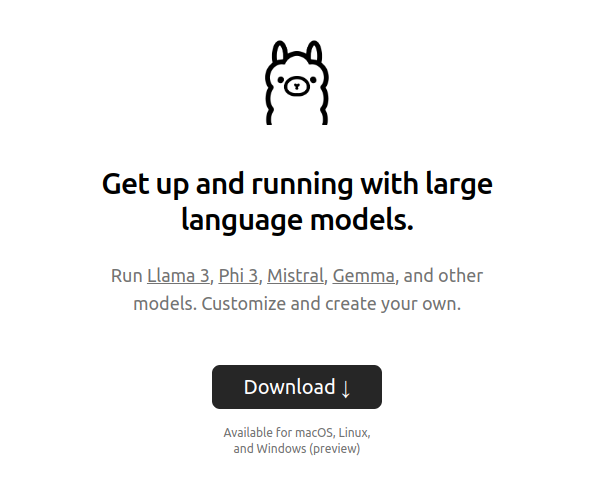 Get up and running with large
language models.
Run Llama 3, Phi 3, Mistral, Gemma, and other
models. Customize and create your own.
Download ↓
Available for macOS, Linux,
and Windows (preview)